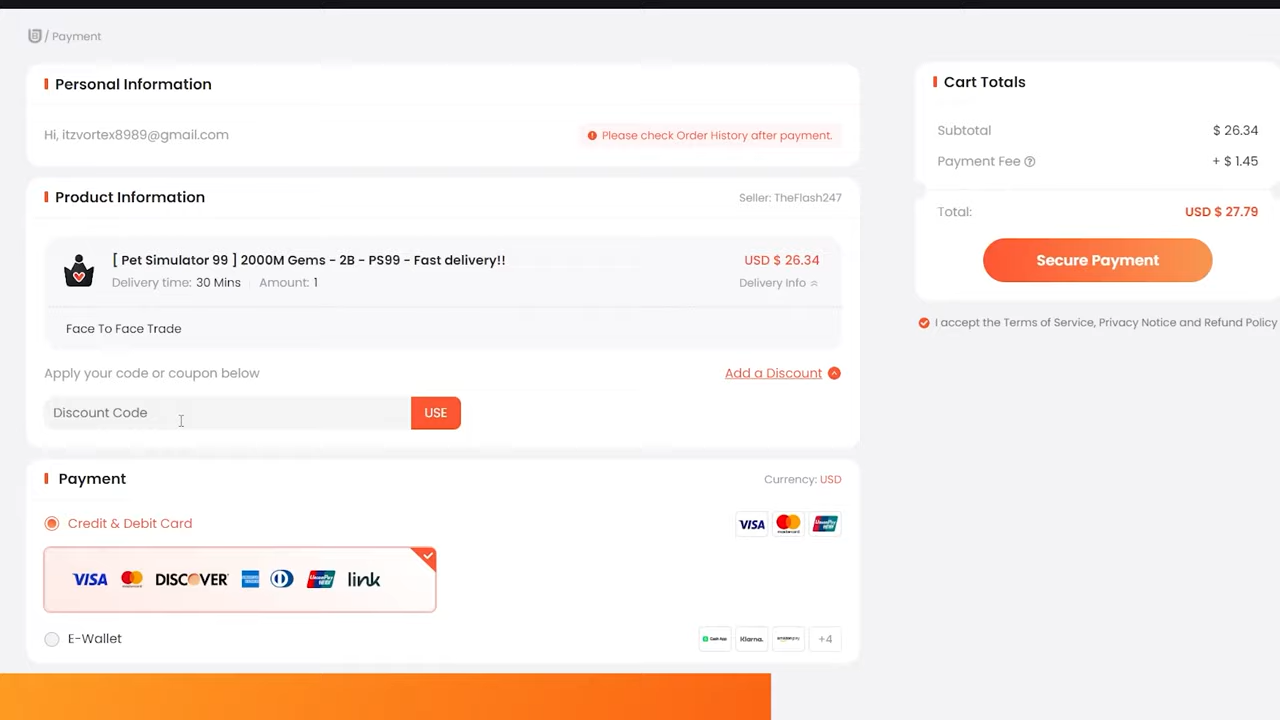 / Payment
Personal Information
Hi, itzvortex8989@gmail.com
Please check Order History after payment.
Product Information
Seller: TheFlash247
[ Pet Simulator 99 ] 2000M Gems - 2B - PS99 - Fast delivery!!
USD $ 26.34
Delivery time: 30 Mins
Amount: 1
Delivery Info
Face To Face Trade
Apply your code or coupon below
Add a Discount
Discount Code
USE
Payment
Currency: USD
Credit & Debit Card
VISA
VISA DISCOVER link
E-Wallet
Cash App
Klarna.
+4
Cart Totals
Subtotal
$ 26.34
Payment Fee
+ $ 1.45
Total:
USD $ 27.79
Secure Payment
I accept the Terms of Service, Privacy Notice and Refund Policy